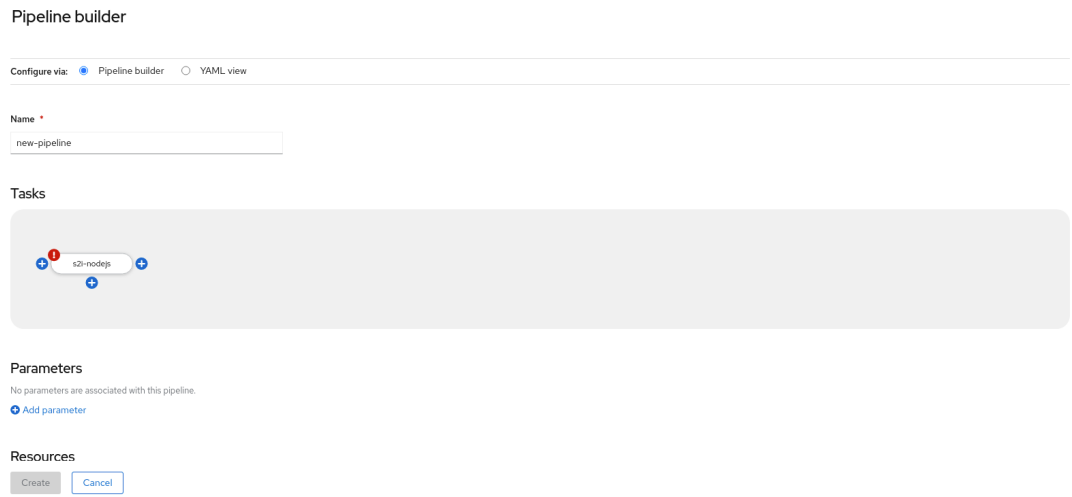 Pipeline builder
Configure via: Pipeline builder YAML view
Name *
new-pipeline
Tasks
!
s2i-nodejs
Parameters
No parameters are associated with this pipeline.
Add parameter
Resources
Create Cancel